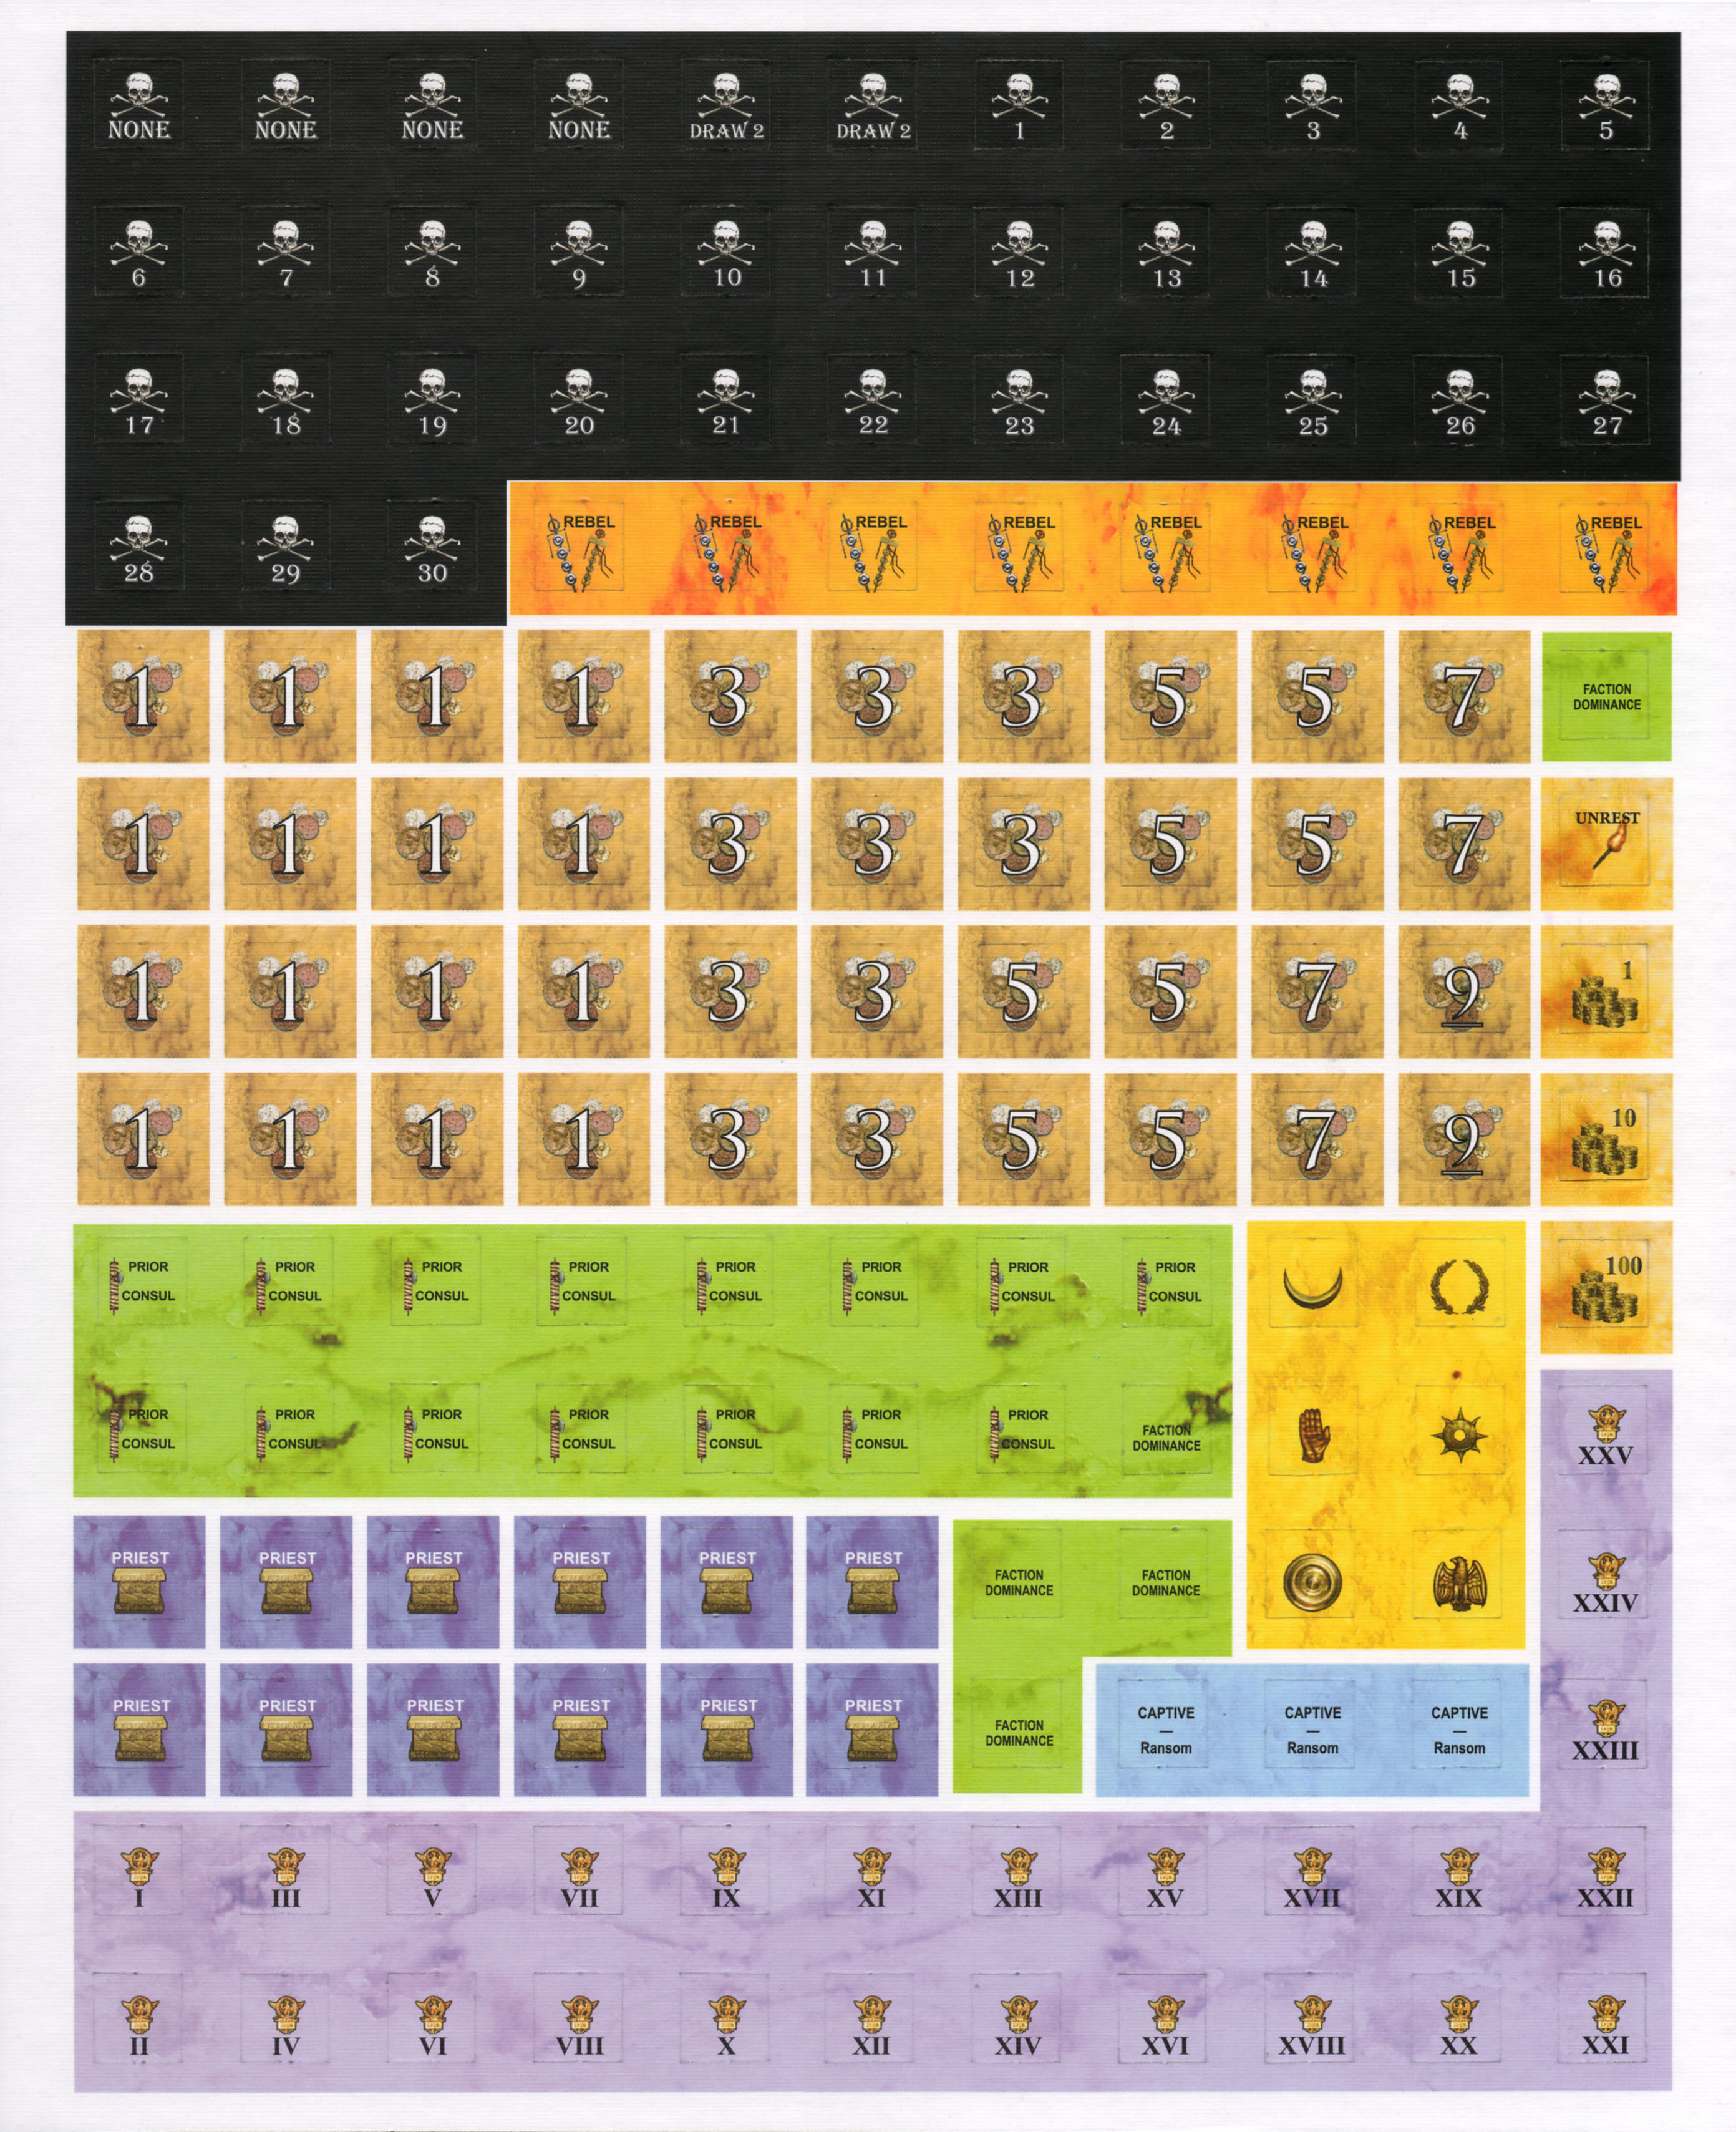 NONE NONE NONE NONE DRAW 2 DRAW 2 1 2 3 4 5
6 7 8 9 10 11 12 13 14 15 16
17 18 19 20 21 22 23 24 25 26 27
28 29 30 REBEL REBEL REBEL REBEL REBEL REBEL REBEL REBEL
1 1 1 1 3 3 3 5 5 7 FACTION
DOMINANCE
1 1 1 1 3 3 3 5 5 7 UNREST
1 1 1 1 3 3 5 5 7 9 1
1 1 1 1 3 3 5 5 7 9 10
PRIOR PRIOR PRIOR PRIOR PRIOR PRIOR PRIOR PRIOR 100
CONSUL CONSUL CONSUL CONSUL CONSUL CONSUL CONSUL CONSUL
PRIOR PRIOR PRIOR PRIOR PRIOR PRIOR PRIOR FACTION
CONSUL CONSUL CONSUL CONSUL CONSUL CONSUL CONSUL DOMINANCE
XXV
PRIEST PRIEST PRIEST PRIEST PRIEST PRIEST FACTION FACTION
DOMINANCE DOMINANCE
XXIV
PRIEST PRIEST PRIEST PRIEST PRIEST PRIEST FACTION CAPTIVE CAPTIVE CAPTIVE
DOMINANCE — — —
Ransom Ransom Ransom
XXIII
I III V VII IX XI XIII XV XVII XIX XXII
II IV VI VIII X XII XIV XVI XVIII XX XXI